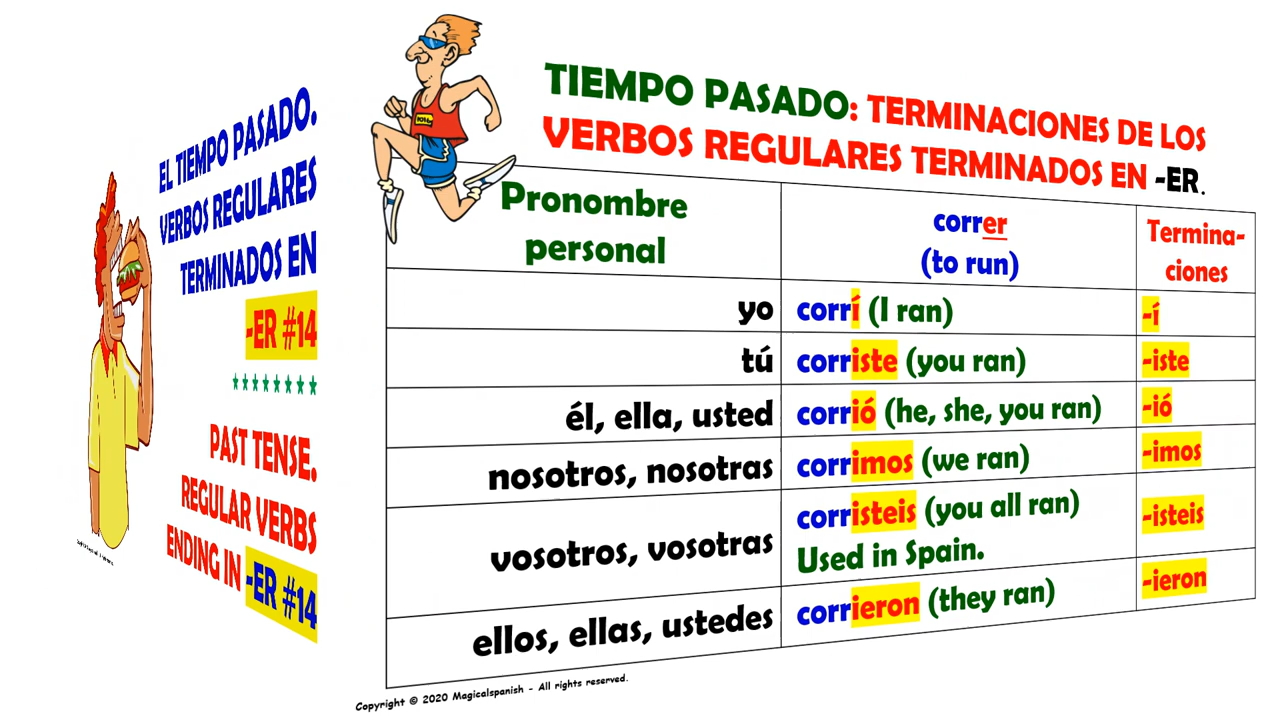 EL TIEMPO PASADO.
VERBOS REGULARES
TERMINADOS EN
-ER #14
********
PAST TENSE.
REGULAR VERBS
ENDING IN -ER #14
TIEMPO PASADO: TERMINACIONES DE LOS
VERBOS REGULARES TERMINADOS EN -ER.
Pronombre
personal
correr
(to run)
Termina-
ciones
yo corrí (I ran) -í
tú corriste (you ran) -iste
él, ella, usted corrió (he, she, you ran) -ió
nosotros, nosotras corrimos (we ran) -imos
vosotros, vosotras corristeis (you all ran) -isteis
Used in Spain.
ellos, ellas, ustedes corrieron (they ran) -ieron
Copyright © 2020 Magicalspanish - All rights reserved.